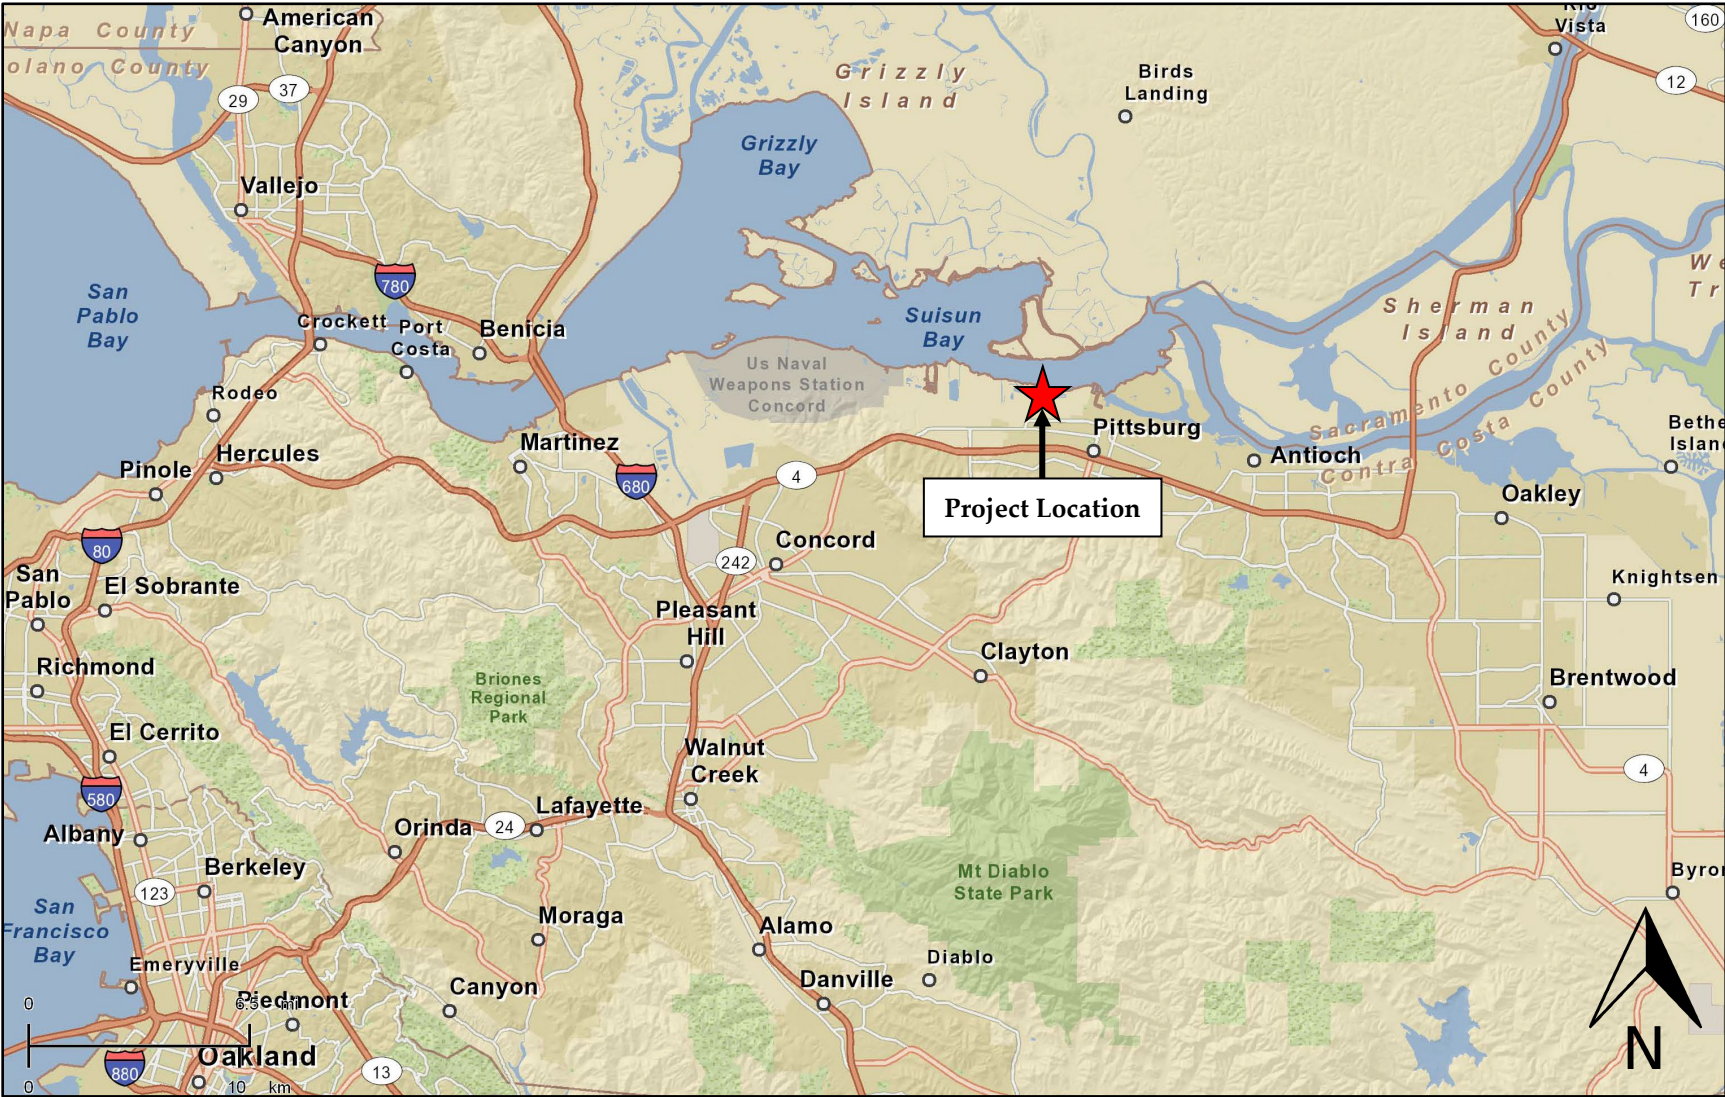 American
Canyon
Napa County
olano County
160
Vista
12
29
37
Grizzly
Island
Birds
Landing
Grizzly
Bay
Vallejo
780
San
Pablo
Bay
Crockett
Port
Costa
Benicia
Suisun
Bay
Sherman
Island
We
Tr
Us Naval
Weapons Station
Concord
Rodeo
Sacramento County
Contra Costa County
Bethe
Islan
Martinez
Pittsburg
Antioch
Hercules
Pinole
680
4
Oakley
Project Location
80
Concord
242
San
Pablo
El Sobrante
Knightsen
Pleasant
Hill
Clayton
Richmond
Briones
Regional
Park
Brentwood
El Cerrito
Walnut
Creek
4
580
Lafayette
Albany
Orinda
24
Berkeley
123
Mt Diablo
State Park
Byron
San
Francisco
Bay
Moraga
Alamo
Emeryville
Diablo
Canyon
Danville
0
6.5 mi
Piedmont
Oakland
880
0
10 km
13
N